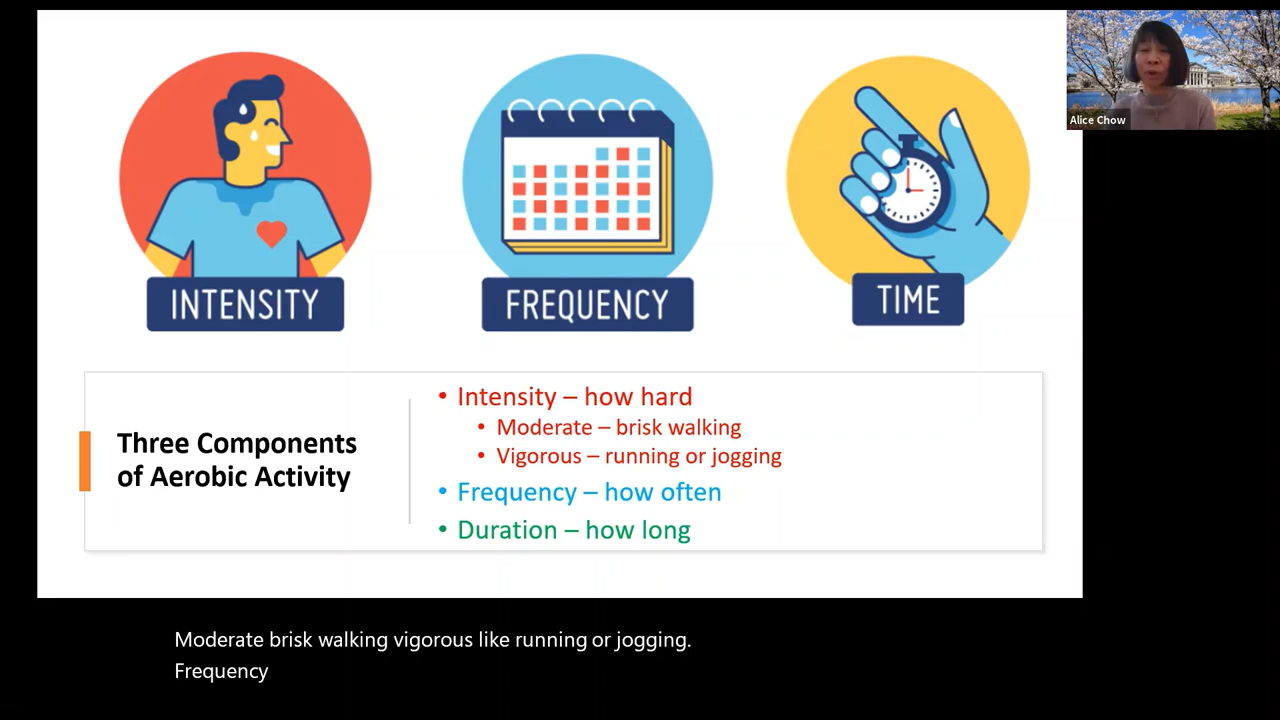 Alice Chow
INTENSITY
FREQUENCY
TIME
Three Components
of Aerobic Activity
• Intensity – how hard
• Moderate – brisk walking
• Vigorous – running or jogging
• Frequency – how often
• Duration – how long
Moderate brisk walking vigorous like running or jogging.
Frequency